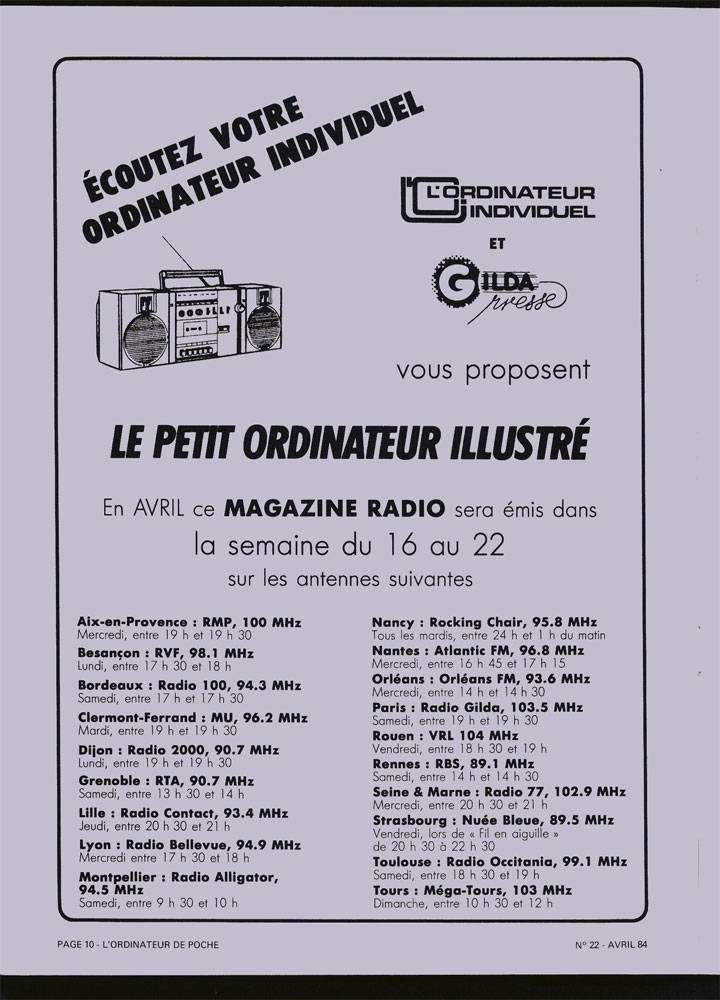 ÉCOUTEZ VOTRE
ORDINATEUR INDIVIDUEL
L'ORDINATEUR
INDIVIDUEL
ET
GILDA
presse
vous proposent
LE PETIT ORDINATEUR ILLUSTRÉ
En AVRIL ce MAGAZINE RADIO sera émis dans
la semaine du 16 au 22
sur les antennes suivantes
Aix-en-Provence : RMP, 100 MHz
Mercredi, entre 19 h et 19 h 30
Besançon : RVF, 98.1 MHz
Lundi, entre 17 h 30 et 18 h
Bordeaux : Radio 100, 94.3 MHz
Samedi, entre 17 h et 17 h 30
Clermont-Ferrand : MU, 96.2 MHz
Mardi, entre 19 h et 19 h 30
Dijon : Radio 2000, 90.7 MHz
Lundi, entre 19 h et 19 h 30
Grenoble : RTA, 90.7 MHz
Samedi, entre 13 h 30 et 14 h
Lille : Radio Contact, 93.4 MHz
Jeudi, entre 20 h 30 et 21 h
Lyon : Radio Bellevue, 94.9 MHz
Mercredi entre 17 h 30 et 18 h
Montpellier : Radio Alligator,
94.5 MHz
Samedi, entre 9 h 30 et 10 h
Nancy : Rocking Chair, 95.8 MHz
Tous les mardis, entre 24 h et 1 h du matin
Nantes : Atlantic FM, 96.8 MHz
Mercredi, entre 16 h 45 et 17 h 15
Orléans : Orléans FM, 93.6 MHz
Mercredi, entre 14 h et 14 h 30
Paris : Radio Gilda, 103.5 MHz
Samedi, entre 19 h et 19 h 30
Rouen : VRL 104 MHz
Vendredi, entre 18 h 30 et 19 h
Rennes : RBS, 89.1 MHz
Samedi, entre 14 h et 14 h 30
Seine & Marne : Radio 77, 102.9 MHz
Mercredi, entre 20 h 30 et 21 h
Strasbourg : Nuée Bleue, 89.5 MHz
Vendredi, lors de « Fil en aiguille »
de 20 h 30 à 22 h 30
Toulouse : Radio Occitania, 99.1 MHz
Samedi, entre 18 h 30 et 19 h
Tours : Méga-Tours, 103 MHz
Dimanche, entre 10 h 30 et 12 h
PAGE 10 - L'ORDINATEUR DE POCHE
N° 22 - AVRIL 84